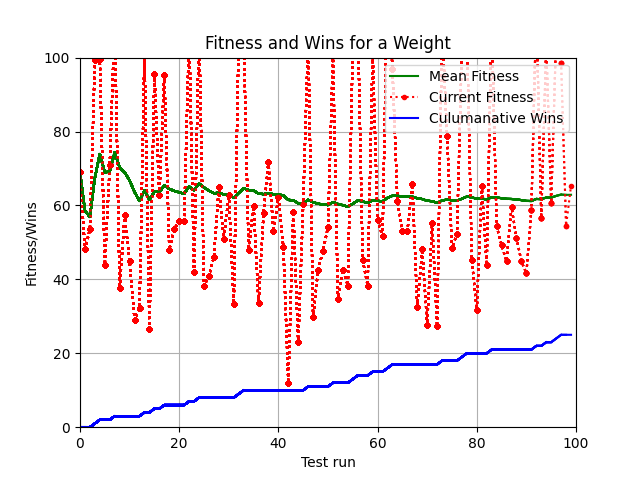 Fitness and Wins for a Weight
Mean Fitness
Current Fitness
Culumanative Wins
Fitness/Wins
100
80
60
40
20
0
0 20 40 60 80 100
Test run